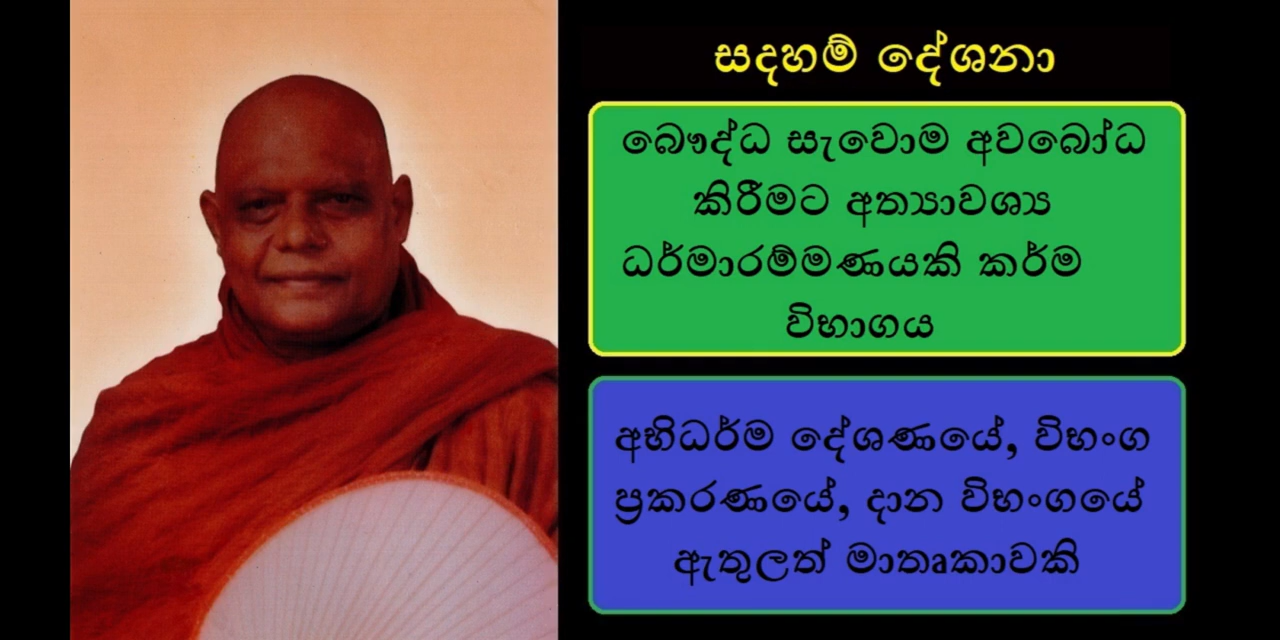 සදහම් දේශනා
බෞද්ධ සැවොම අවබෝධ
කිරීමට අත්‍යාවශ්‍ය
ධර්මාරම්මණයකි කර්ම
විභාගය
අභිධර්ම දේශණයේ, විභංග
ප්‍රකරණයේ, දාන විභංගයේ
ඇතුලත් මාතෘකාවකි